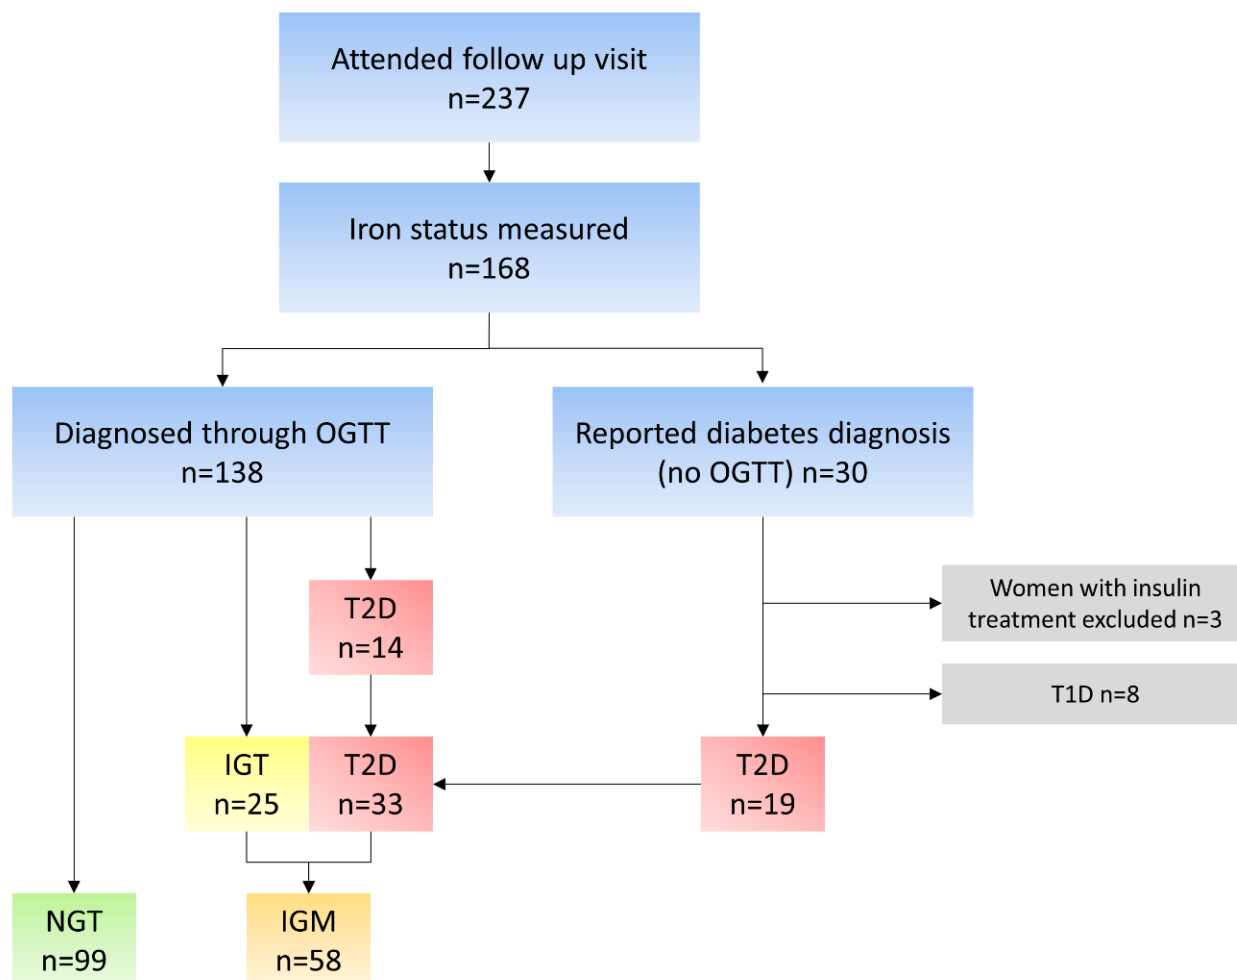 Attended follow up visit
n=237
Iron status measured
n=168
Diagnosed through OGTT
n=138
Reported diabetes diagnosis
(no OGTT) n=30
T2D
n=14
Women with insulin
treatment excluded n=3
T1D n=8
IGT
n=25
T2D
n=33
T2D
n=19
NGT
n=99
IGM
n=58